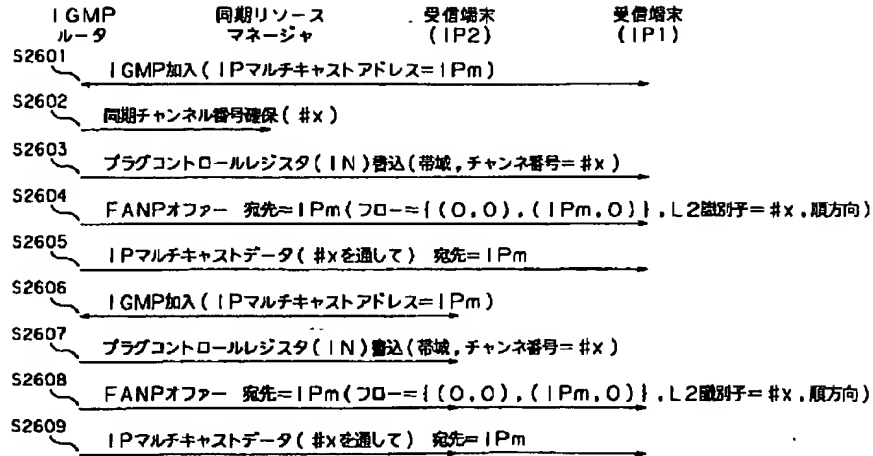 IGMP ルータ
同期リソース マネージャ
受信端末 (IP2)
受信端末 (IP1)
S2601
IGMP加入(IPマルチキャストアドレス=IPm)
S2602
同期チャンネル番号確保(#x)
S2603
プラグコントロールレジスタ(IN)書込(帯域,チャンネ番号=#x)
S2604
FANPオファー 宛先=IPm(フロー={(0,0),(IPm,0)},L2識別子=#x,順方向)
S2605
IPマルチキャストデータ(#xを通して) 宛先=IPm
S2606
IGMP加入(IPマルチキャストアドレス=IPm)
S2607
プラグコントロールレジスタ(IN)書込(帯域,チャンネ番号=#x)
S2608
FANPオファー 宛先=IPm(フロー={(0,0),(IPm,0)},L2識別子=#x,順方向)
S2609
IPマルチキャストデータ(#xを通して) 宛先=IPm